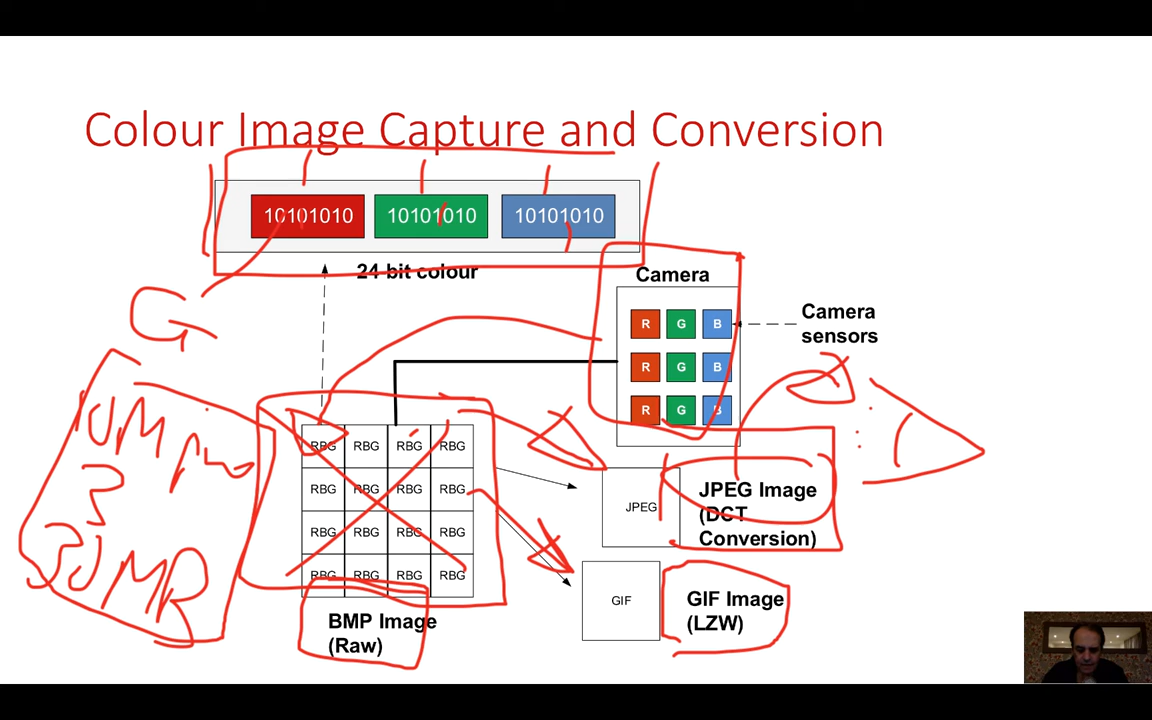 Colour Image Capture and Conversion
10101010 10101010 10101010
24-bit colour
Camera
R G B
R G B
R G B
Camera
sensors
G
10M
3
RBG RBG RBG RBG
RBG RBG RBG RBG
RBG RBG RBG RBG
RBG RBG RBG RBG
BMP Image
(Raw)
JPEG
JPEG Image
(DCT
Conversion)
GIF
GIF Image
(LZW)